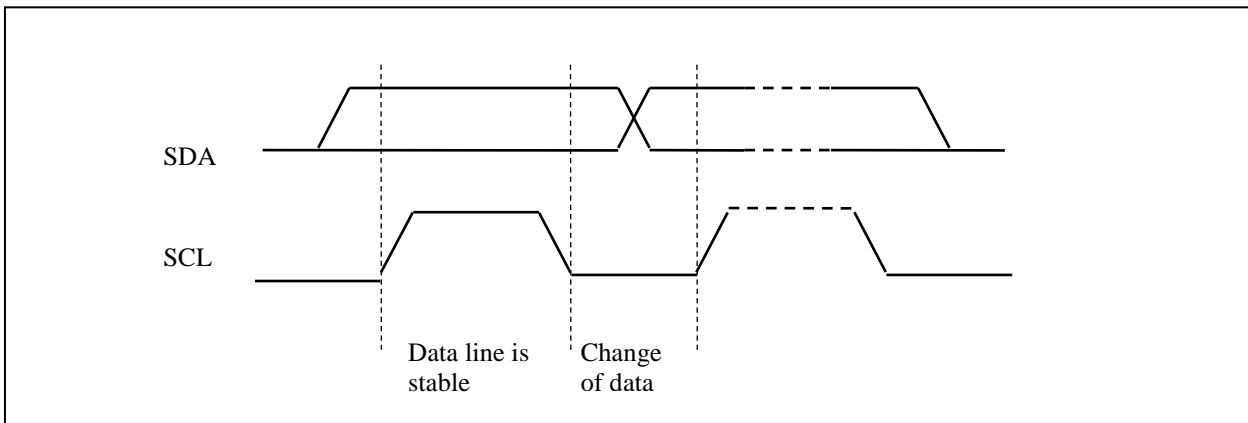 SDA
SCL
Data line is
stable
Change
of data